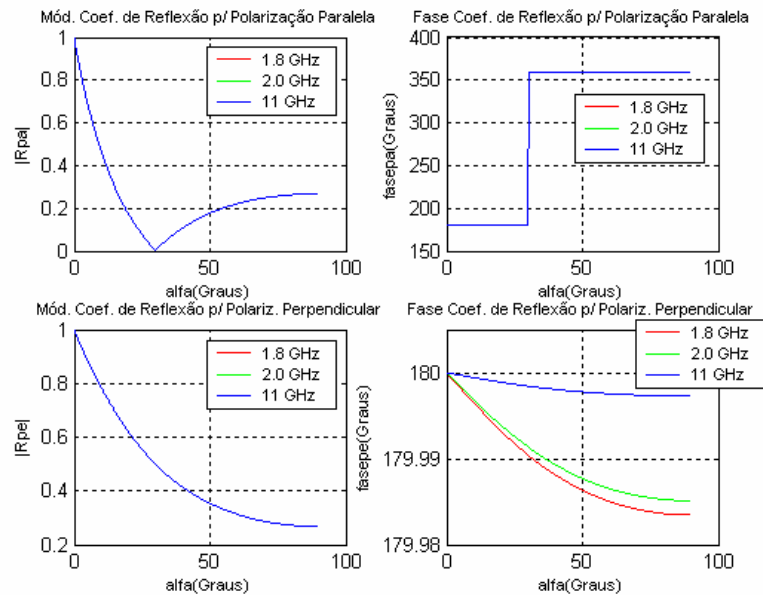 Mód. Coef. de Reflexão p/ Polarização Paralela
1
0.8
0.6
0.4
0.2
0
|Rpa|
1.8 GHz
2.0 GHz
11 GHz
0
50
100
alfa(Graus)
Fase Coef. de Reflexão p/ Polarização Paralela
400
350
300
250
200
150
fasepa(Graus)
1.8 GHz
2.0 GHz
11 GHz
0
50
100
alfa(Graus)
Mód. Coef. de Reflexão p/ Polariz. Perpendicular
1
0.8
0.6
0.4
0.2
|Rpe|
1.8 GHz
2.0 GHz
11 GHz
0
50
100
alfa(Graus)
Fase Coef. de Reflexão p/ Polariz. Perpendicular
180
179.99
179.98
fasepe(Graus)
1.8 GHz
2.0 GHz
11 GHz
0
50
100
alfa(Graus)